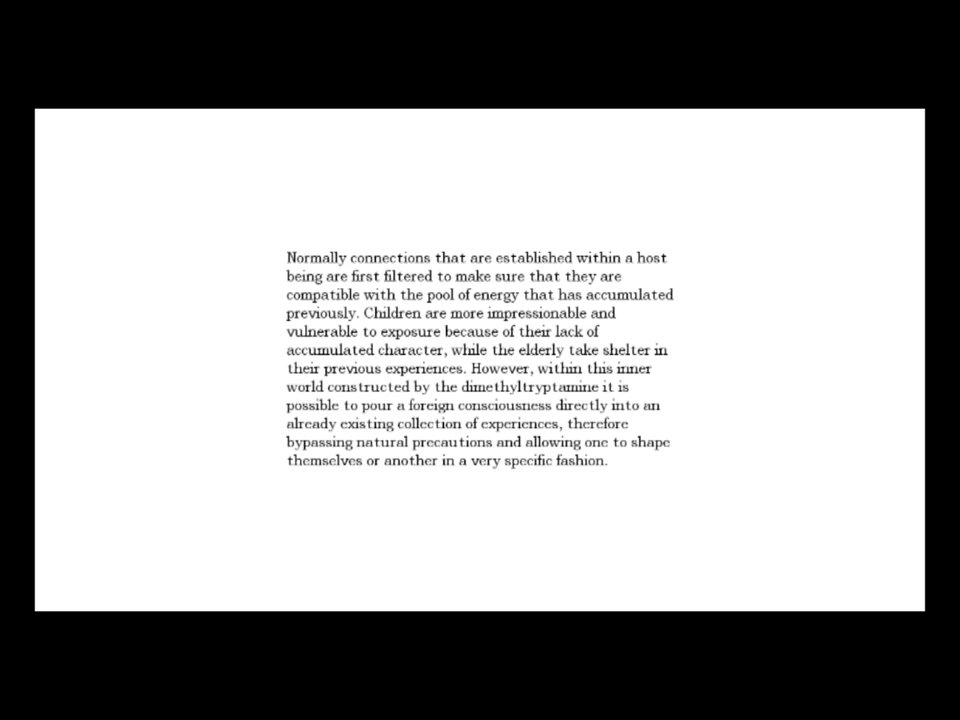 Normally connections that are established within a host
being are first filtered to make sure that they are
compatible with the pool of energy that has accumulated
previously. Children are more impressionable and
vulnerable to exposure because of their lack of
accumulated character, while the elderly take shelter in
their previous experiences. However, within this inner
world constructed by the dimethyltryptamine it is
possible to pour a foreign consciousness directly into an
already existing collection of experiences, therefore
bypassing natural precautions and allowing one to shape
themselves or another in a very specific fashion.